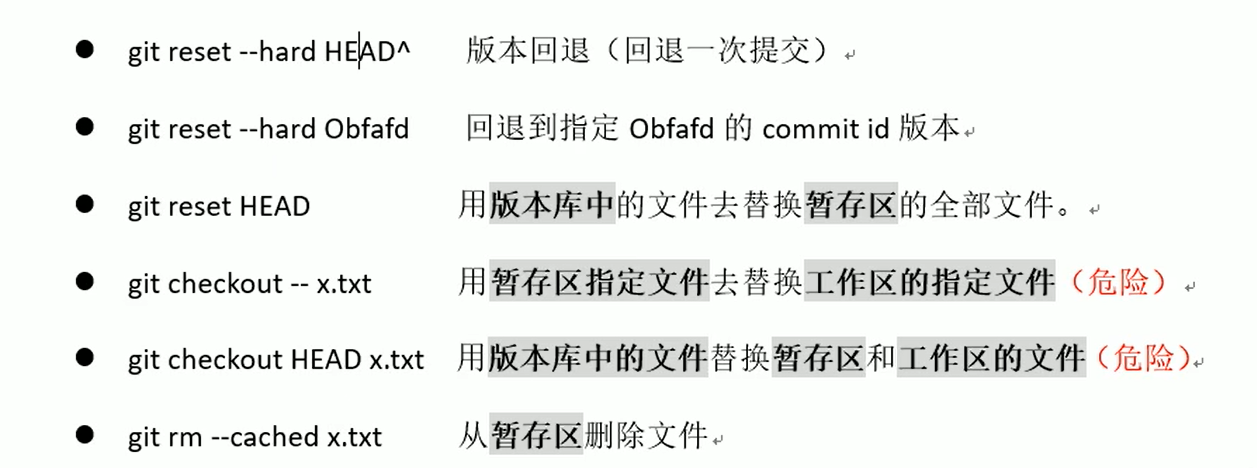 ● git reset --hard HEAD^ 版本回退（回退一次提交）
● git reset --hard Obfafd 回退到指定 Obfafd 的 commit id 版本
● git reset HEAD 用版本库中的文件去替换暂存区的全部文件。
● git checkout -- x.txt 用暂存区指定文件去替换工作区的指定文件（危险）
● git checkout HEAD x.txt 用版本库中的文件替换暂存区和工作区的文件（危险）
● git rm --cached x.txt 从暂存区删除文件